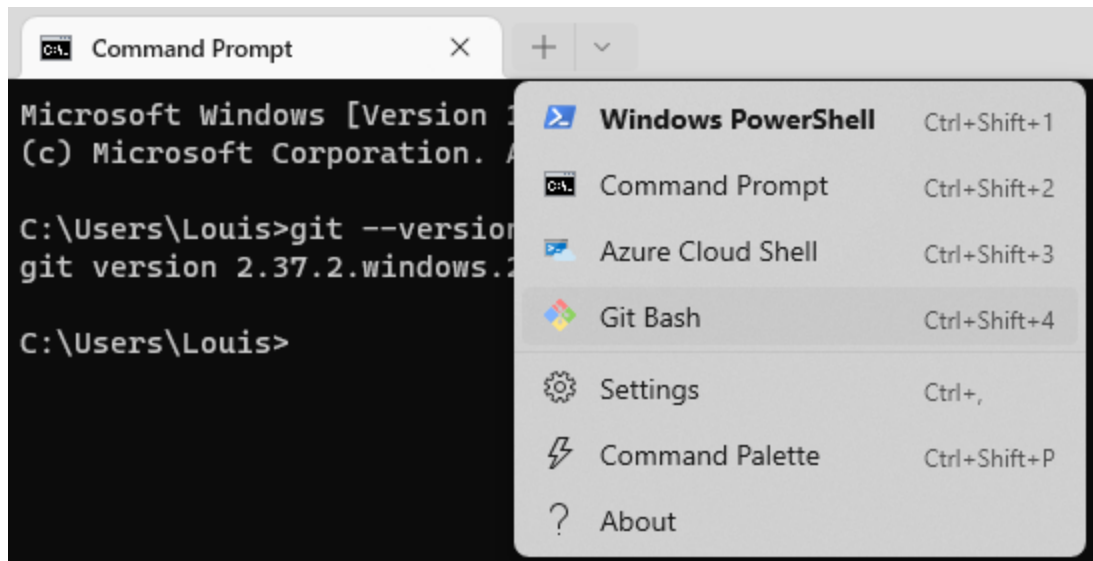 Command Prompt
Microsoft Windows [Version
(c) Microsoft Corporation.
C:\Users\Louis>git --version
git version 2.37.2.windows.2
C:\Users\Louis>
Windows PowerShell Ctrl+Shift+1
Command Prompt Ctrl+Shift+2
Azure Cloud Shell Ctrl+Shift+3
Git Bash Ctrl+Shift+4
Settings Ctrl+,
Command Palette Ctrl+Shift+P
? About